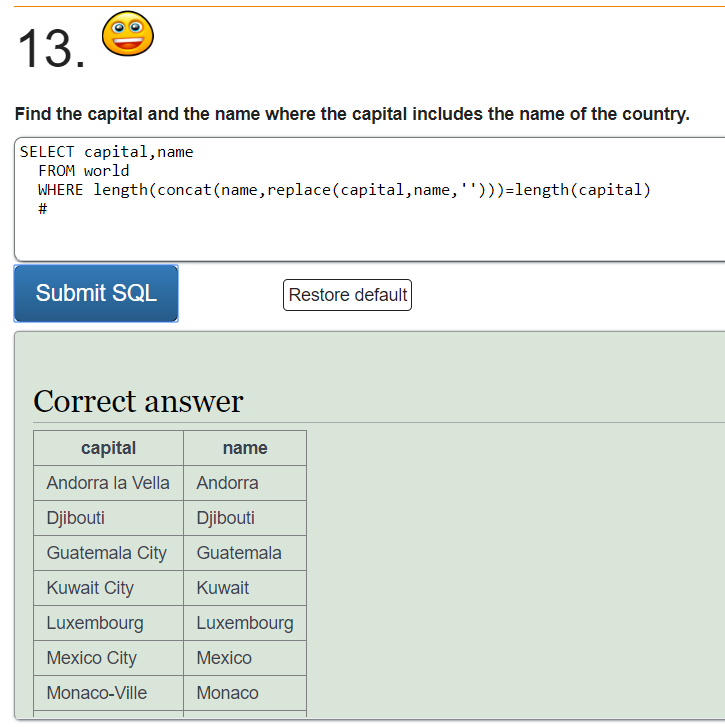 13.
Find the capital and the name where the capital includes the name of the country.
SELECT capital,name
  FROM world
  WHERE length(concat(name,replace(capital,name,'')))=length(capital)
  #
Submit SQL Restore default
Correct answer
capital name
Andorra la Vella Andorra
Djibouti Djibouti
Guatemala City Guatemala
Kuwait City Kuwait
Luxembourg Luxembourg
Mexico City Mexico
Monaco-Ville Monaco